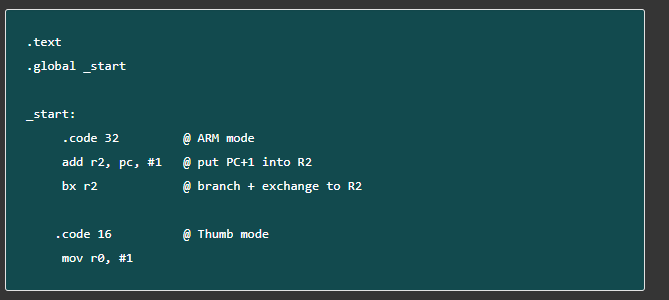 .text
.global _start
_start:
.code 32 @ ARM mode
add r2, pc, #1 @ put PC+1 into R2
bx r2 @ branch + exchange to R2
.code 16 @ Thumb mode
mov r0, #1